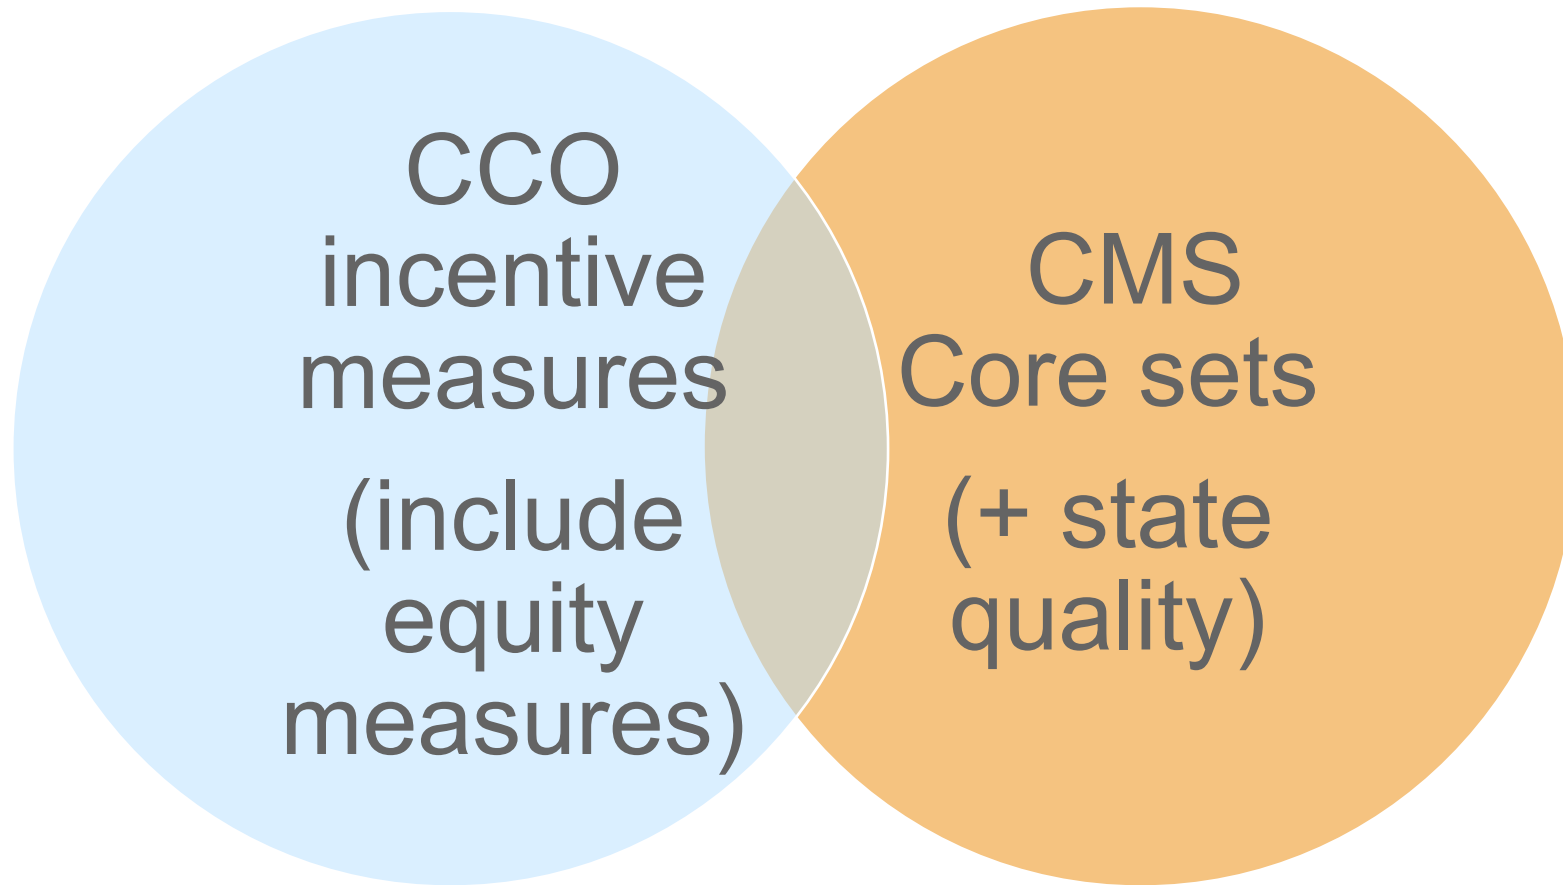 CCO
incentive
measures
(include
equity
measures)
CMS
Core sets
(+ state
quality)